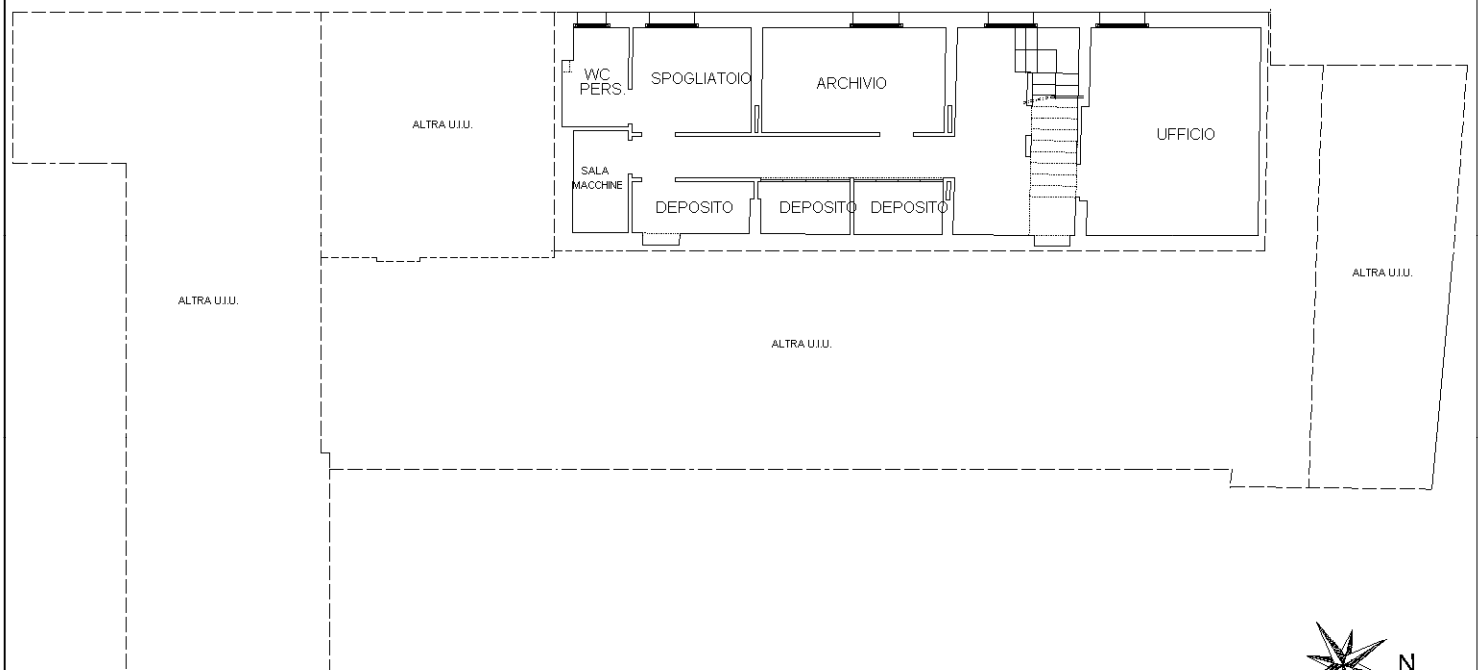 WC
PERS.
SPOGLIATOIO
ARCHIVIO
UFFICIO
ALTRA U.I.U.
SALA
MACCHINE
DEPOSITO
DEPOSITO
DEPOSITO
ALTRA U.I.U.
ALTRA U.I.U.
ALTRA U.I.U.
N